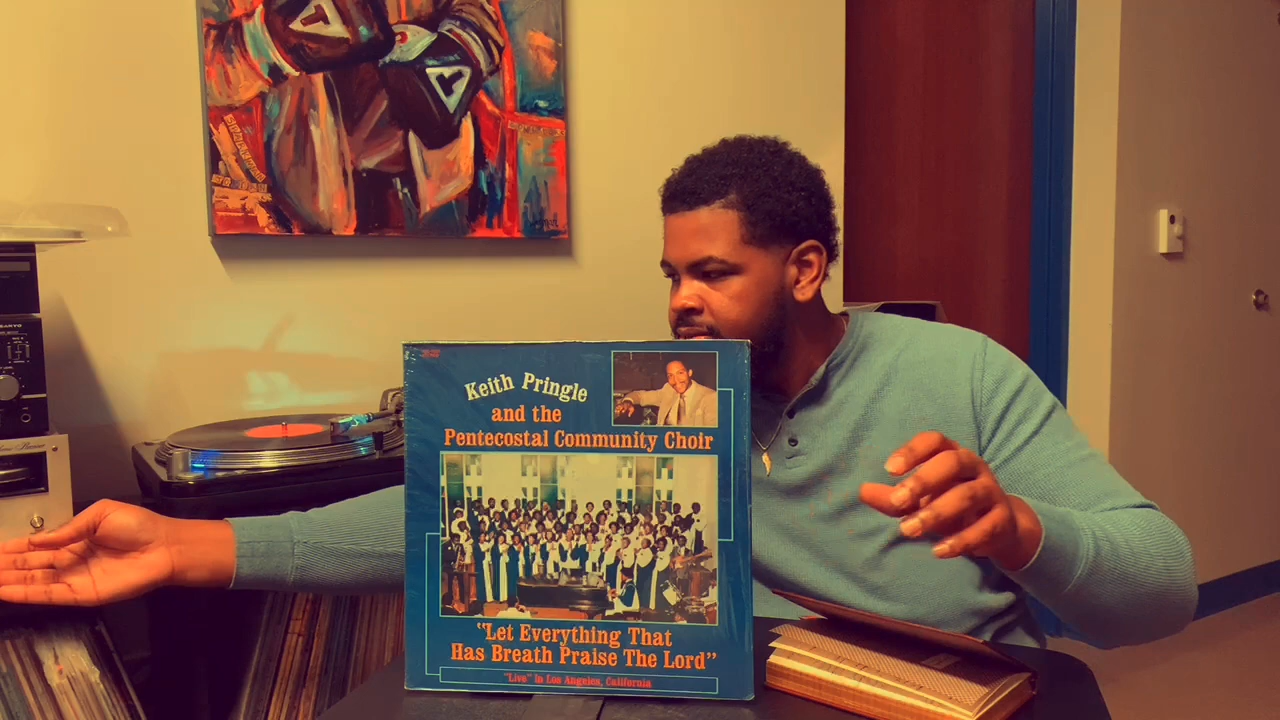 SANYO
Keith Pringle
and the
Pentecostal Community Choir
"Let Everything That
Has Breath Praise The Lord"
"Live" In Los Angeles, California